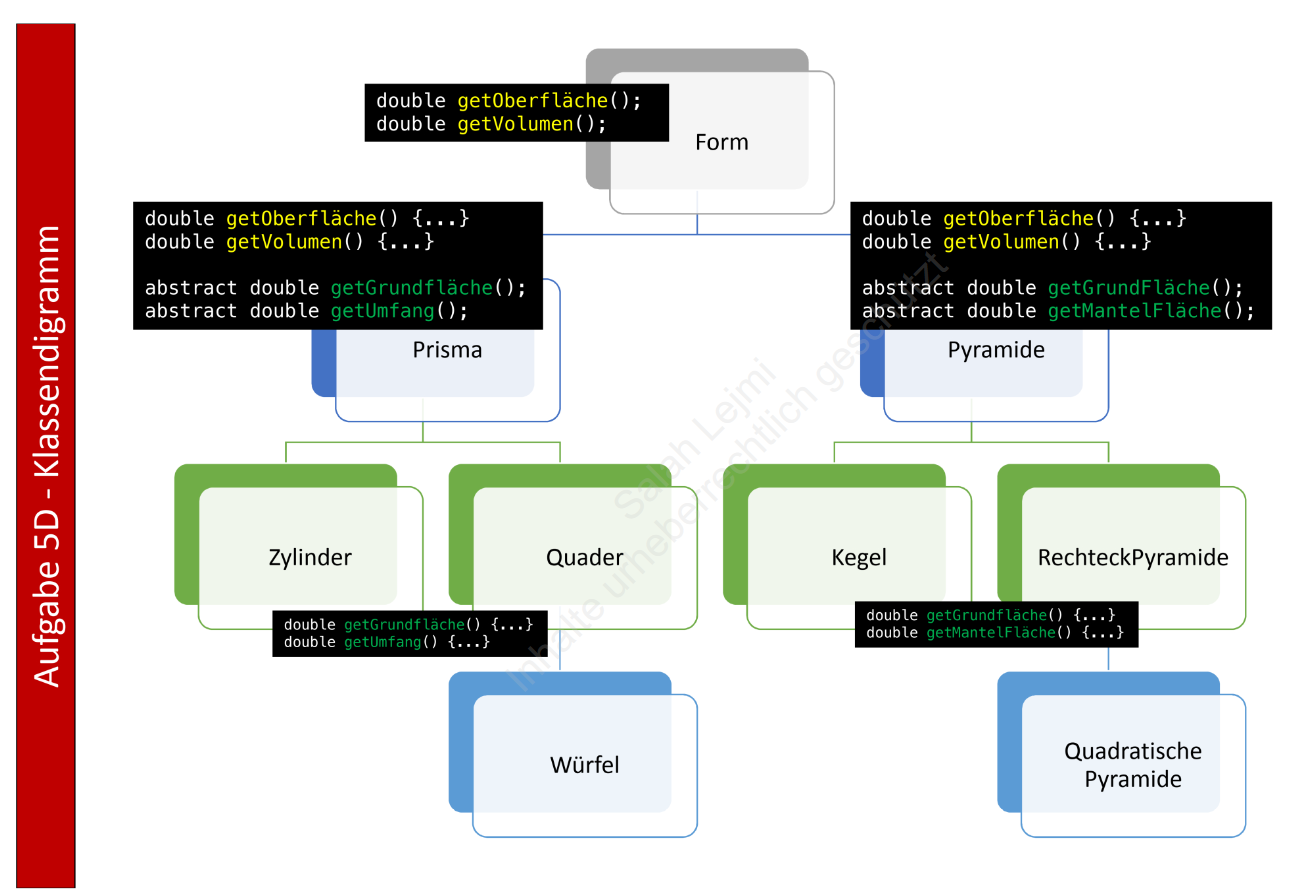 Aufgabe 5D - Klassendigramm
double getOberfläche();
double getVolumen();
Form
double getOberfläche() {...}
double getVolumen() {...}
abstract double getGrundfläche();
abstract double getUmfang();
Prisma
double getOberfläche() {...}
double getVolumen() {...}
abstract double getGrundFläche();
abstract double getMantelFläche();
Pyramide
Zylinder
Quader
double getGrundfläche() {...}
double getUmfang() {...}
Kegel
RechteckPyramide
double getGrundfläche() {...}
double getMantelFläche() {...}
Würfel
Quadratische
Pyramide
Salah Lejmi
Inhalte urheberrechtlich geschützt